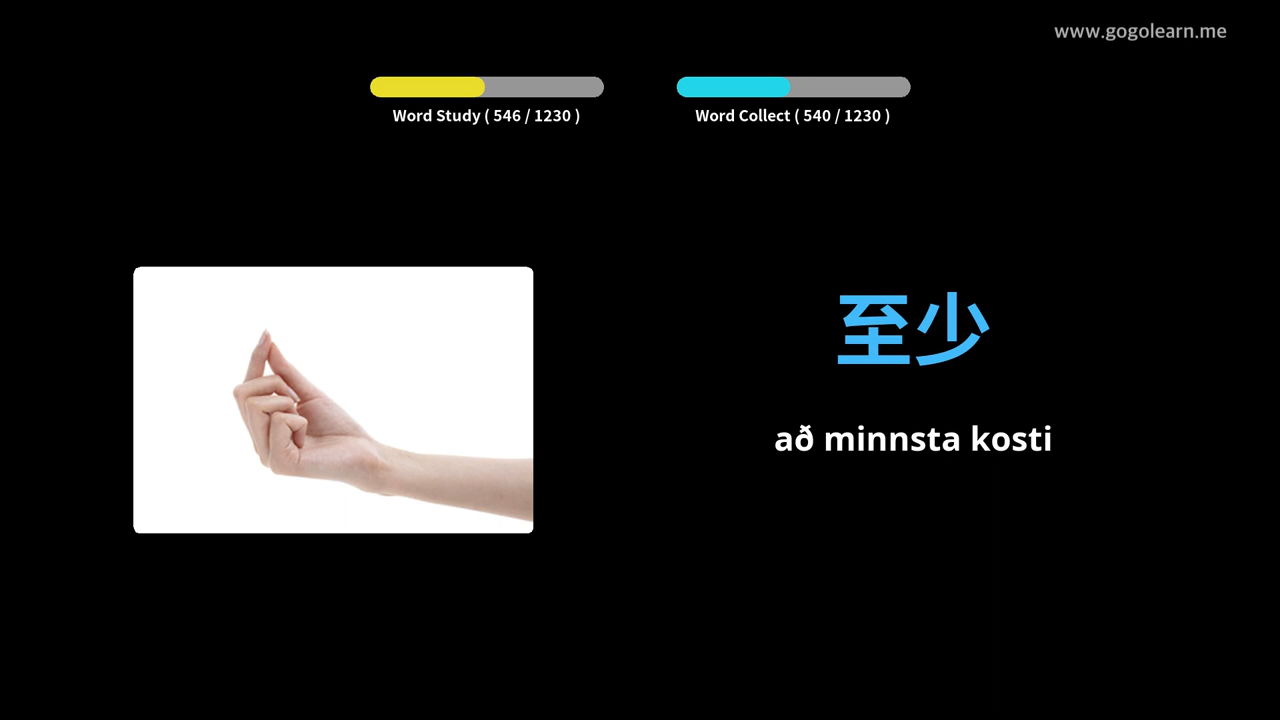 www.gogolearn.me
Word Study ( 546 / 1230 )
Word Collect ( 540 / 1230 )
至少
að minnsta kosti